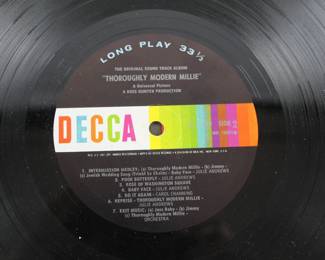 LONG PLAY 33⅓
THE ORIGINAL SOUND TRACK ALBUM
"THOROUGHLY MODERN MILLIE"
A Universal Picture
A ROSS HUNTER PRODUCTION
DECCA
SIDE 2
1. INTERMISSION MEDLEY: (a) Thoroughly Modern Millie - (b) Jimmy -
(c) Jewish Wedding Song (Trinkt le Chaim) - Baby Face - JULIE ANDREWS
2. POOR BUTTERFLY - JULIE ANDREWS
3. ROSE OF WASHINGTON SQUARE
4. BABY FACE - JULIE ANDREWS
5. DO IT AGAIN - CAROL CHANNING
6. REPRISE - THOROUGHLY MODERN MILLIE -
JULIE ANDREWS
7. EXIT MUSIC: (a) Jazz Baby - (b) Jimmy
(c) Thoroughly Modern Millie -
ORCHESTRA